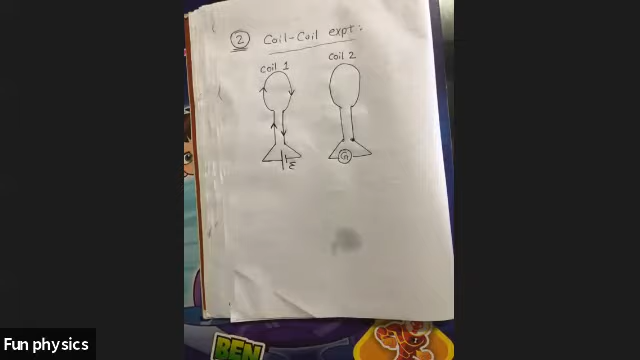 2 Coil-Coil expt:
coil 1 coil 2
ε G
BEN
Fun physics